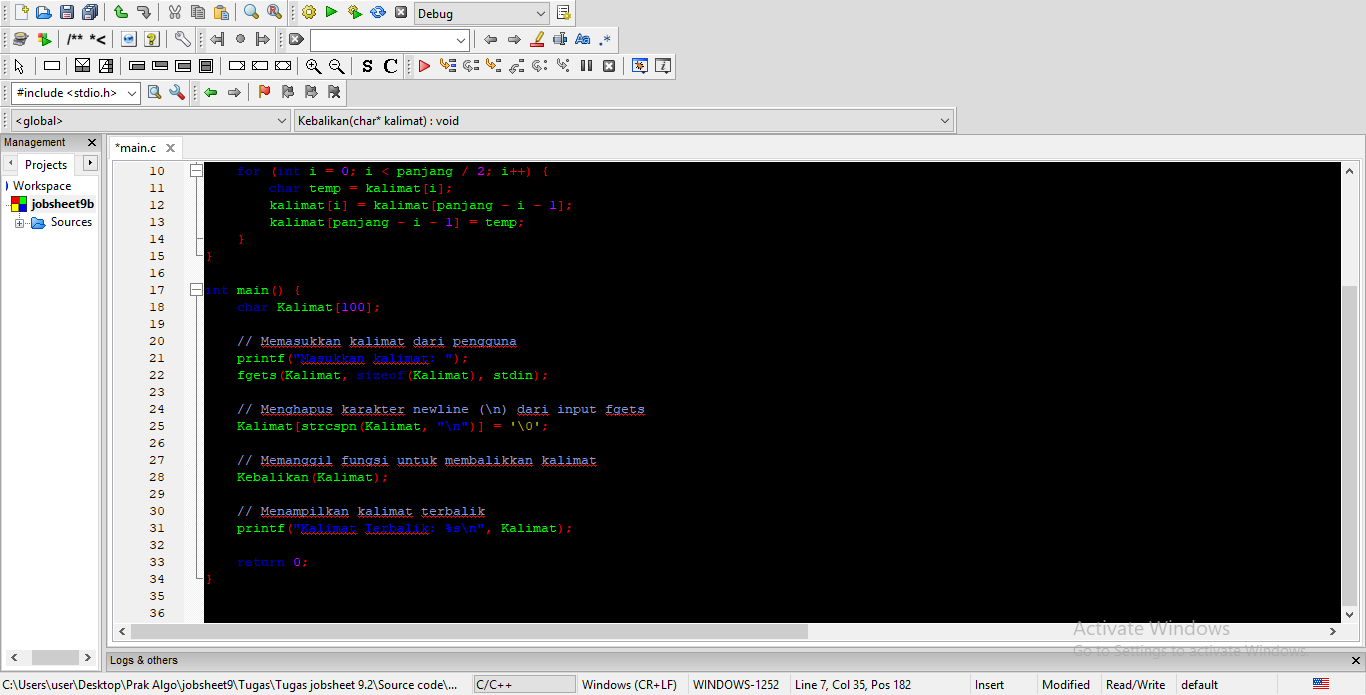 Debug
/** *<
Aa .*
S C
#include <stdio.h>
<global>
Kebalikan(char* kalimat) : void
Management
*main.c
Projects
Workspace
jobsheet9b
Sources
10 for (int i = 0; i < panjang / 2; i++) {
11 char temp = kalimat[i];
12 kalimat[i] = kalimat[panjang - i - 1];
13 kalimat[panjang - i - 1] = temp;
14 }
15 }
16
17 int main() {
18 char Kalimat[100];
19
20 // Memasukkan kalimat dari pengguna
21 printf("Masukkan kalimat: ");
22 fgets(Kalimat, sizeof(Kalimat), stdin);
23
24 // Menghapus karakter newline (\n) dari input fgets
25 Kalimat[strcspn(Kalimat, "\n")] = '\0';
26
27 // Memanggil fungsi untuk membalikkan kalimat
28 Kebalikan(Kalimat);
29
30 // Menampilkan kalimat terbalik
31 printf("Kalimat Terbalik: %s\n", Kalimat);
32
33 return 0;
34 }
35
36
Activate Windows
Go to Settings to activate Windows.
Logs & others
C:\Users\user\Desktop\Prak Algo\jobsheet9\Tugas\Tugas jobsheet 9.2\Source code\... C/C++ Windows (CR+LF) WINDOWS-1252 Line 7, Col 35, Pos 182 Insert Modified Read/Write default